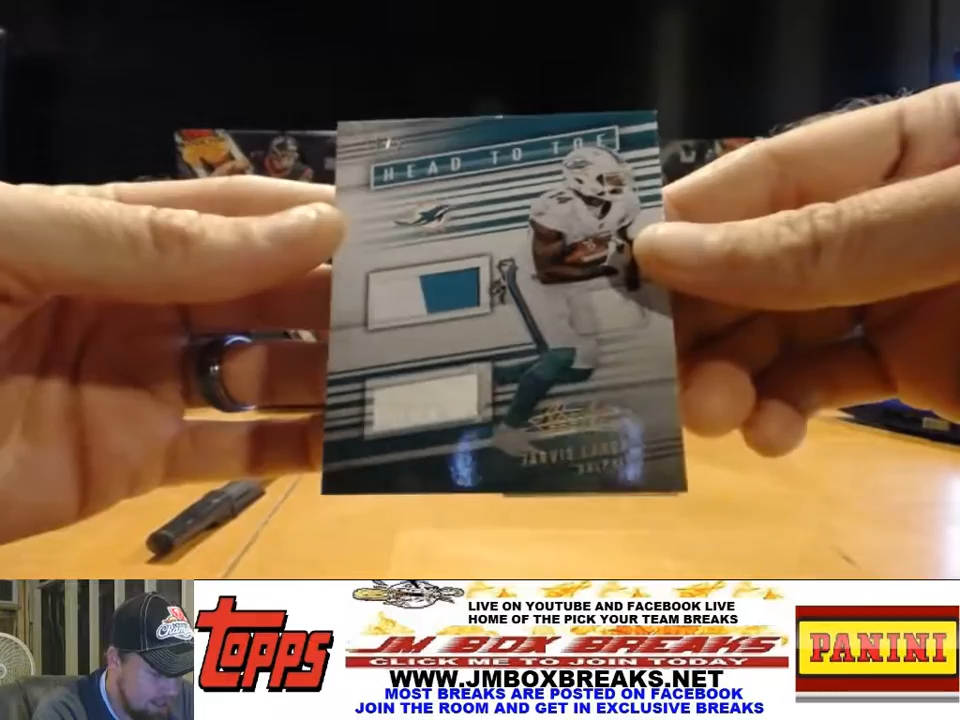 HEAD TO TOE
JARVIS LANDRY
TOPPS
LIVE ON YOUTUBE AND FACEBOOK LIVE
HOME OF THE PICK YOUR TEAM BREAKS
JM BOX BREAKS
CLICK ME TO JOIN TODAY
WWW.JMBOXBREAKS.NET
MOST BREAKS ARE POSTED ON FACEBOOK
JOIN THE ROOM AND GET IN EXCLUSIVE BREAKS
PANINI